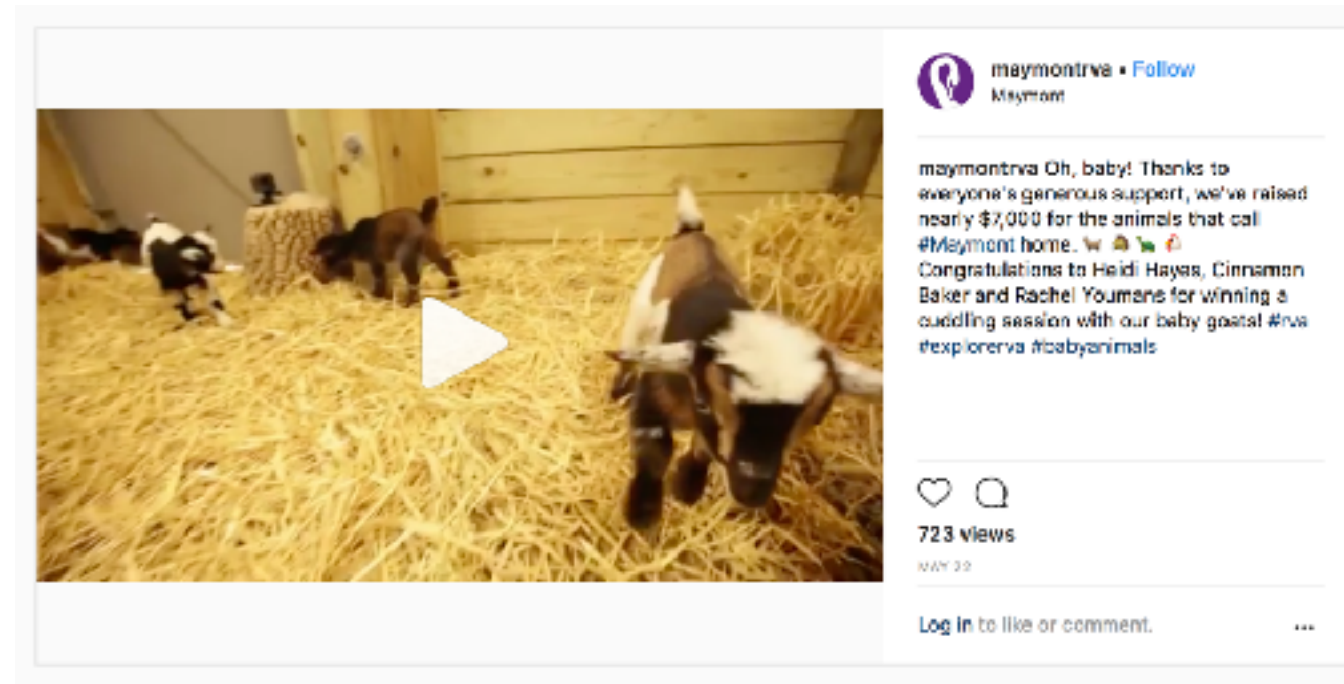 maymontrva • Follow
Maymont
maymontrva Oh, baby! Thanks to
everyone's generous support, we've raised
nearly $7,000 for the animals that call
#Maymont home.
Congratulations to Heidi Hayes, Cinnamon
Baker and Rachel Youmans for winning a
cuddling session with our baby goats! #rva
#explorerva #babyanimals
723 views
MAY 22
Log in to like or comment.